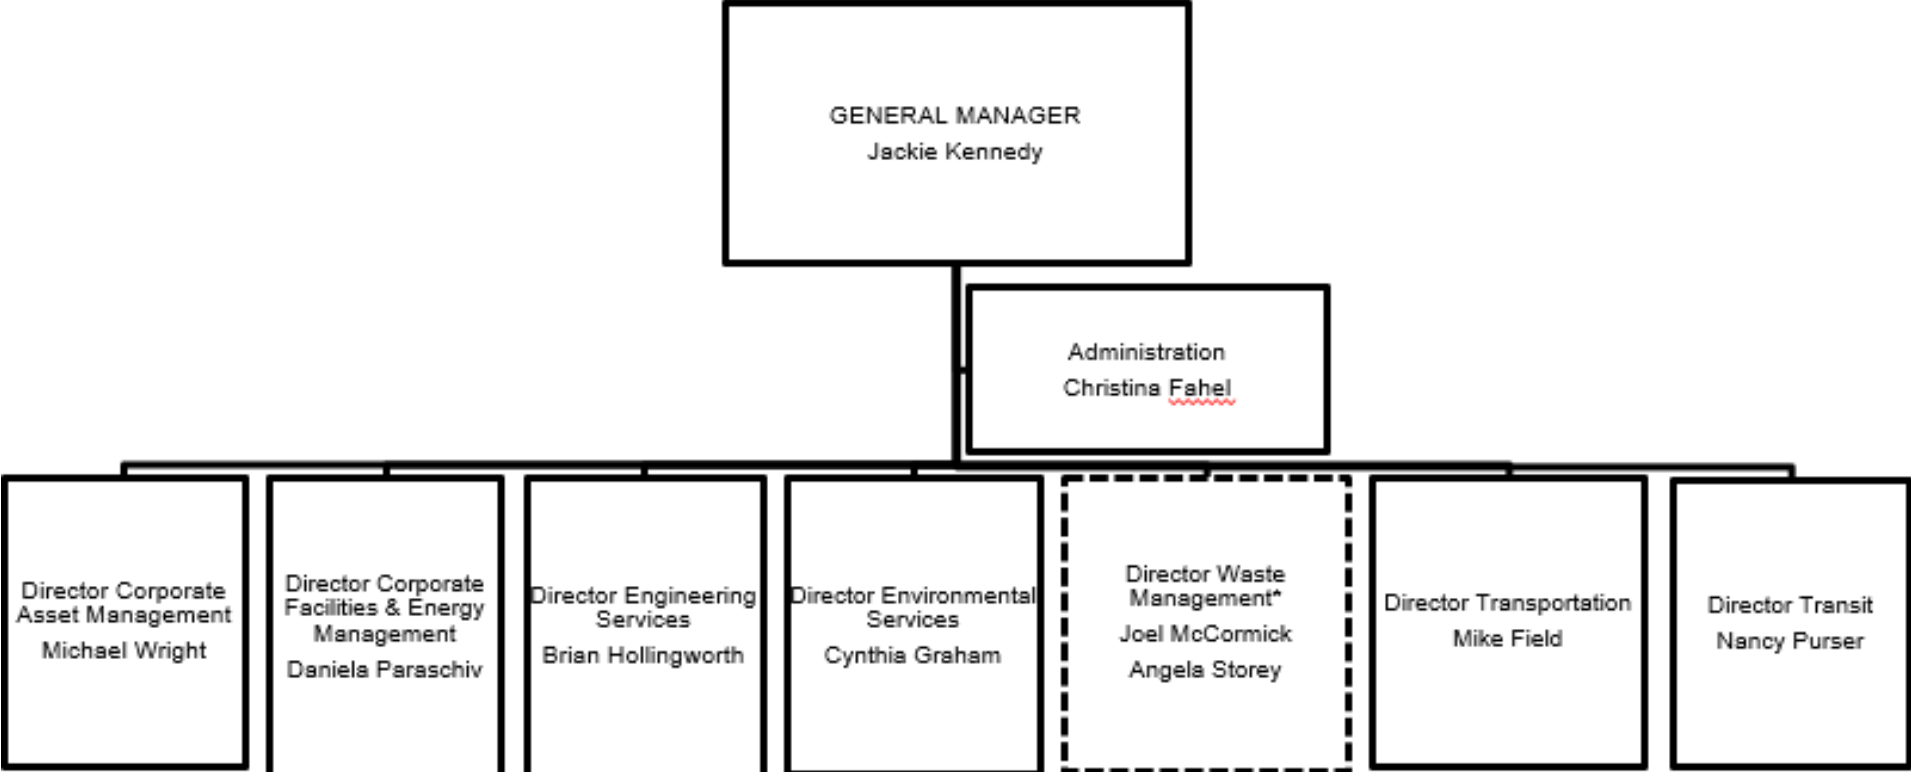 GENERAL MANAGER
Jackie Kennedy
Administration
Christina Fahel
Director Corporate
Asset Management
Michael Wright
Director Corporate
Facilities & Energy
Management
Daniela Paraschiv
Director Engineering
Services
Brian Hollingworth
Director Environmental
Services
Cynthia Graham
Director Waste
Management*
Joel McCormick
Angela Storey
Director Transportation
Mike Field
Director Transit
Nancy Purser